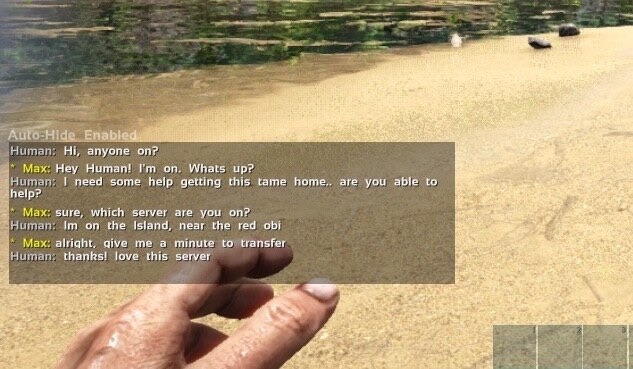 Auto-Hide Enabled
Human: Hi, anyone on?
* Max: Hey Human! I'm on. Whats up?
Human: I need some help getting this tame home.. are you able to
help?
* Max: sure, which server are you on?
Human: Im on the Island, near the red obi
* Max: alright, give me a minute to transfer
Human: thanks! love this server